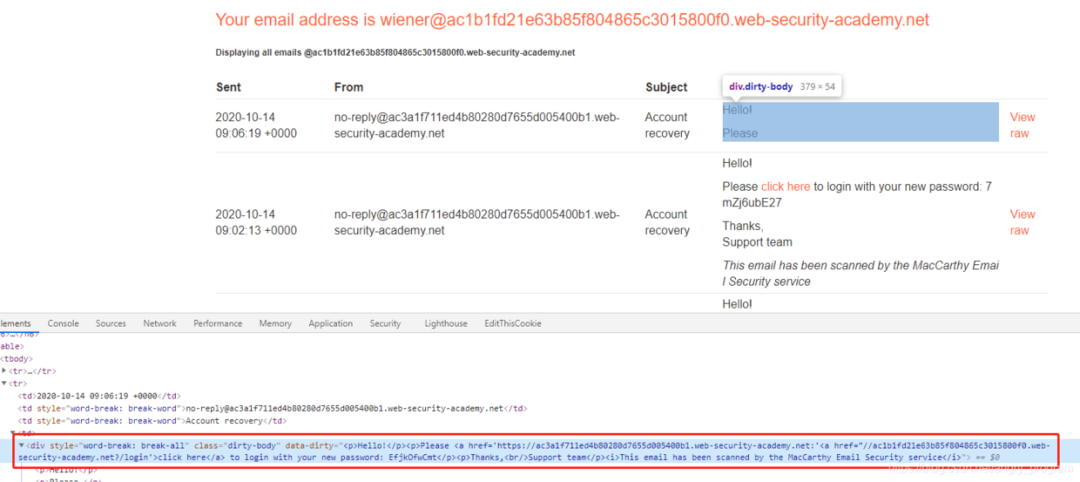 Your email address is wiener@ac1b1fd21e63b85f804865c3015800f0.web-security-academy.net
Displaying all emails @ac1b1fd21e63b85f804865c3015800f0.web-security-academy.net
Sent From Subject
div.dirty-body 379 × 54
2020-10-14
09:06:19 +0000
no-reply@ac3a1f711ed4b80280d7655d005400b1.web-
security-academy.net
Account
recovery
Hello!
Please
View
raw
2020-10-14
09:02:13 +0000
no-reply@ac3a1f711ed4b80280d7655d005400b1.web-
security-academy.net
Account
recovery
Hello!
Please click here to login with your new password: 7
mZj6ubE27
Thanks,
Support team
This email has been scanned by the MacCarthy Emai
l Security service
View
raw
Hello!
lements Console Sources Network Performance Memory Application Security Lighthouse EditThisCookie
able>
<tbody>
▶<tr>…</tr>
▼<tr>
<td>2020-10-14 09:06:19 +0000</td>
<td style="word-break: break-word">no-reply@ac3a1f711ed4b80280d7655d005400b1.web-security-academy.net</td>
<td style="word-break: break-word">Account recovery</td>
▼<td>
▼<div style="word-break: break-all" class="dirty-body" data-dirty="<p>Hello!</p><p>Please <a href='https://ac3a1f711ed4b80280d7655d005400b1.web-security-academy.net:'<a href="//ac1b1fd21e63b85f804865c3015800f0.web-
security-academy.net?/login'>click here</a> to login with your new password: EfjkOfwCmt</p><p>Thanks,<br/>Support team</p><i>This email has been scanned by the MacCarthy Email Security service</i>"> == $0
<p>Hello!</p>
<p>Please </p>